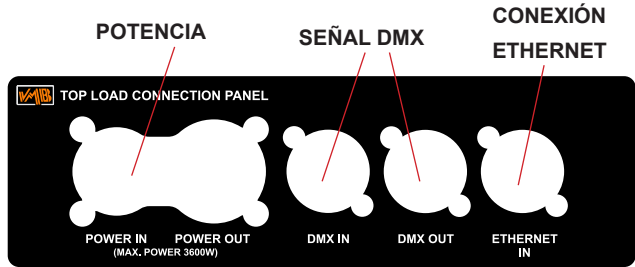 POTENCIA
SEÑAL DMX
CONEXIÓN
ETHERNET
TOP LOAD CONNECTION PANEL
POWER IN POWER OUT
(MAX. POWER 3600W)
DMX IN
DMX OUT
ETHERNET
IN